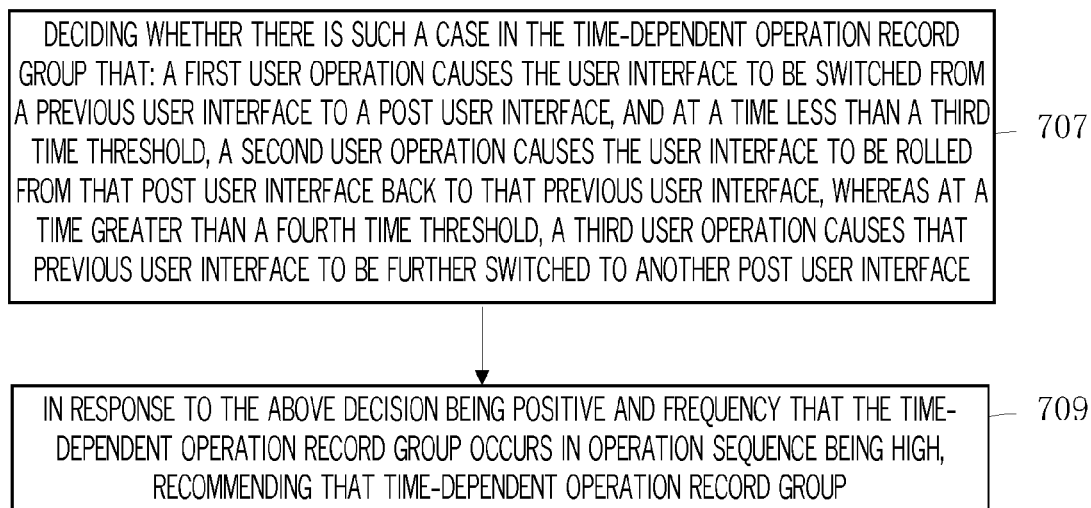 DECIDING WHETHER THERE IS SUCH A CASE IN THE TIME-DEPENDENT OPERATION RECORD
GROUP THAT: A FIRST USER OPERATION CAUSES THE USER INTERFACE TO BE SWITCHED FROM
A PREVIOUS USER INTERFACE TO A POST USER INTERFACE, AND AT A TIME LESS THAN A THIRD
TIME THRESHOLD, A SECOND USER OPERATION CAUSES THE USER INTERFACE TO BE ROLLED
FROM THAT POST USER INTERFACE BACK TO THAT PREVIOUS USER INTERFACE, WHEREAS AT A
TIME GREATER THAN A FOURTH TIME THRESHOLD, A THIRD USER OPERATION CAUSES THAT
PREVIOUS USER INTERFACE TO BE FURTHER SWITCHED TO ANOTHER POST USER INTERFACE
707
IN RESPONSE TO THE ABOVE DECISION BEING POSITIVE AND FREQUENCY THAT THE TIME-
DEPENDENT OPERATION RECORD GROUP OCCURS IN OPERATION SEQUENCE BEING HIGH,
RECOMMENDING THAT TIME-DEPENDENT OPERATION RECORD GROUP
709